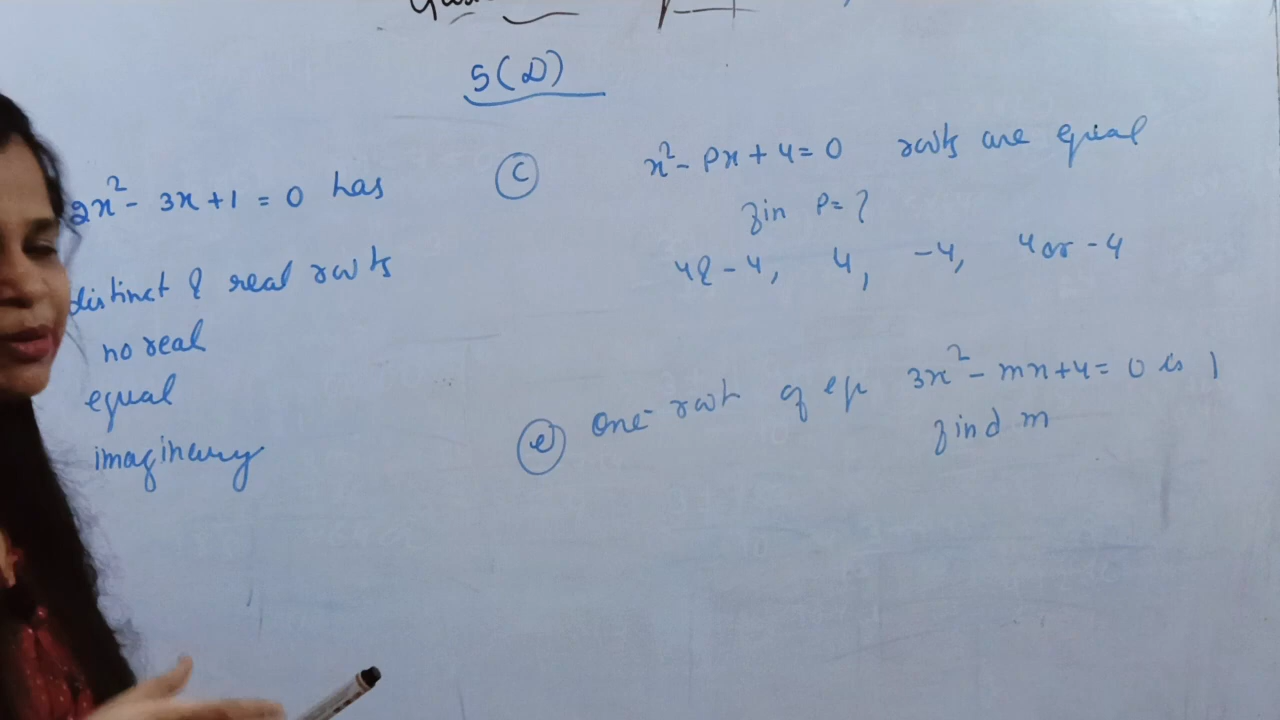 5(D)
2x² - 3x + 1 = 0 has
distinct & real roots
no real
equal
imaginary
(c) x² - px + 4 = 0 roots are equal
find P = ?
4 & -4, 4, -4, 4 or -4
(e) One root of eq 3x² - mx + 4 = 0 is 1
find m